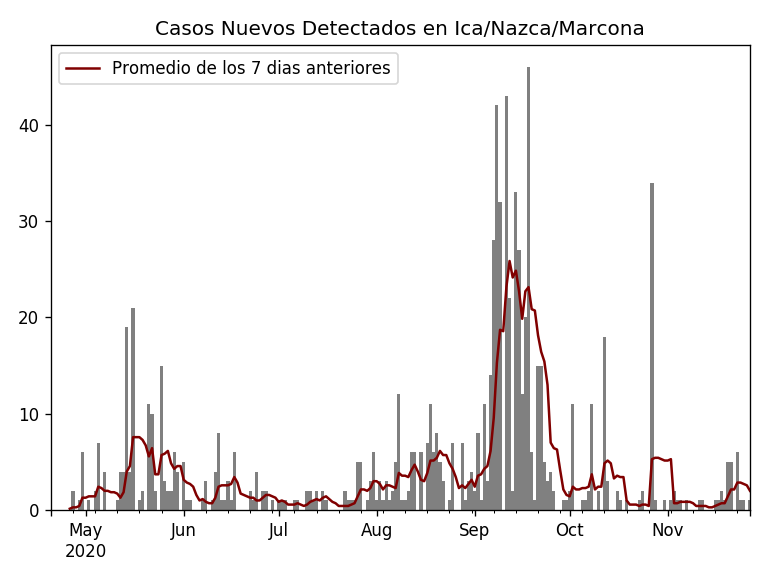 Casos Nuevos Detectados en Ica/Nazca/Marcona
Promedio de los 7 dias anteriores
40
30
20
10
0
May Jun Jul Aug Sep Oct Nov
2020